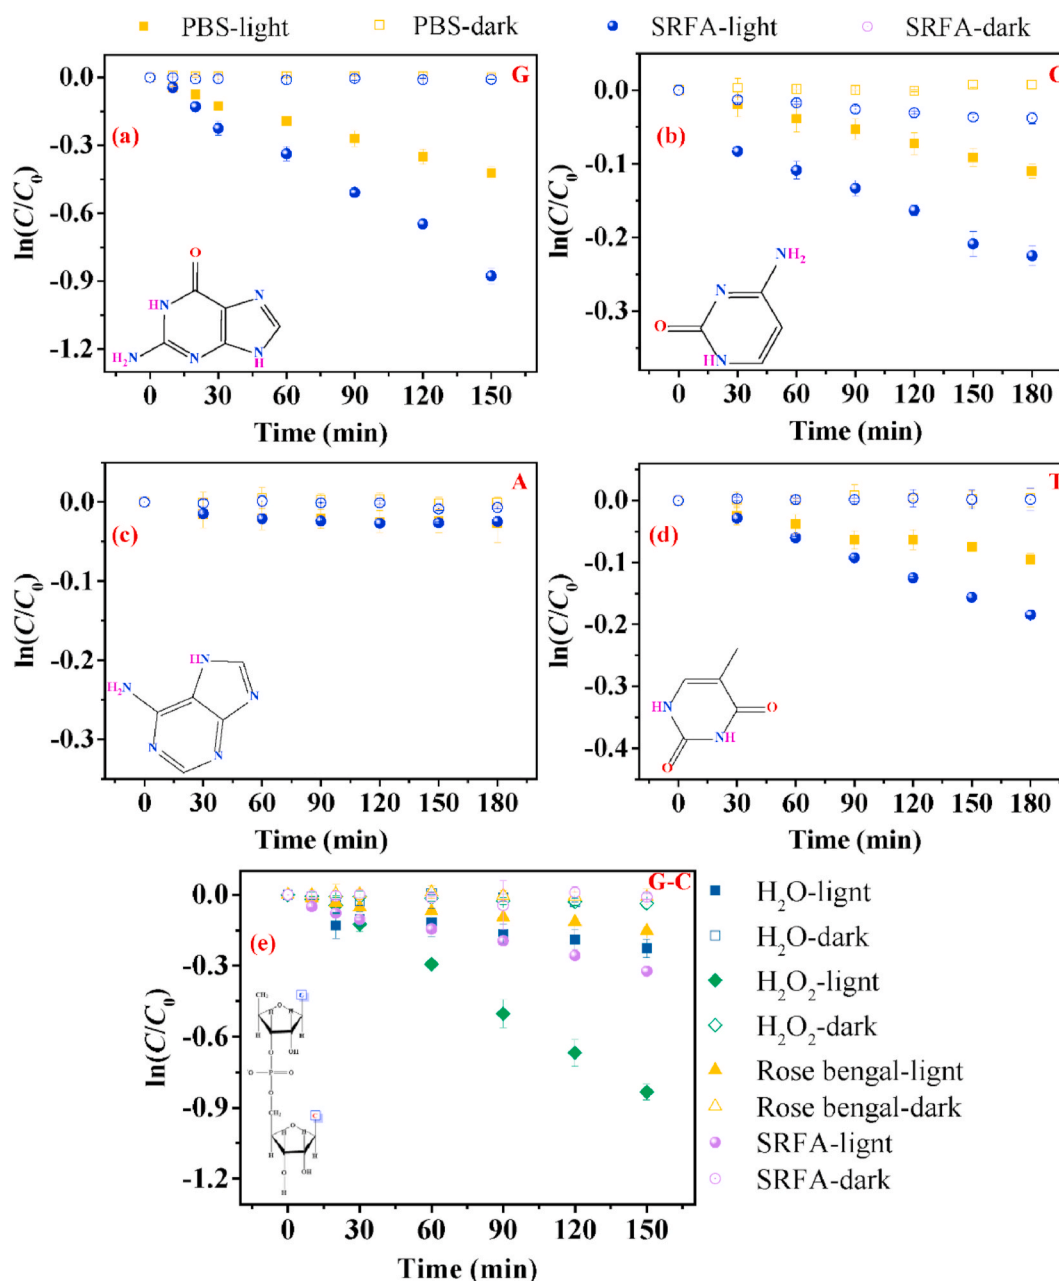 PBS-light PBS-dark SRFA-light SRFA-dark
G
(a)
ln(C/C₀)
0.0
-0.3
-0.6
-0.9
-1.2
O
HN
N
H₂N
N
N
H
0 30 60 90 120 150
Time (min)
(b)
ln(C/C₀)
0.0
-0.1
-0.2
-0.3
NH₂
N
O
HN
0 30 60 90 120 150 180
Time (min)
A
(c)
ln(C/C₀)
0.0
-0.1
-0.2
-0.3
HN
H₂N
N
N
N
0 30 60 90 120 150 180
Time (min)
T
(d)
ln(C/C₀)
0.0
-0.1
-0.2
-0.3
-0.4
HN
O
NH
O
0 30 60 90 120 150 180
Time (min)
G-C
(e)
ln(C/C₀)
0.0
-0.3
-0.6
-0.9
-1.2
CH₂
O
H H
H H
O OH
O P O
O
CH₂
O
H H
H H
O OH
H
0 30 60 90 120 150
Time (min)
H₂O-lignt
H₂O-dark
H₂O₂-lignt
H₂O₂-dark
Rose bengal-lignt
Rose bengal-dark
SRFA-lignt
SRFA-dark